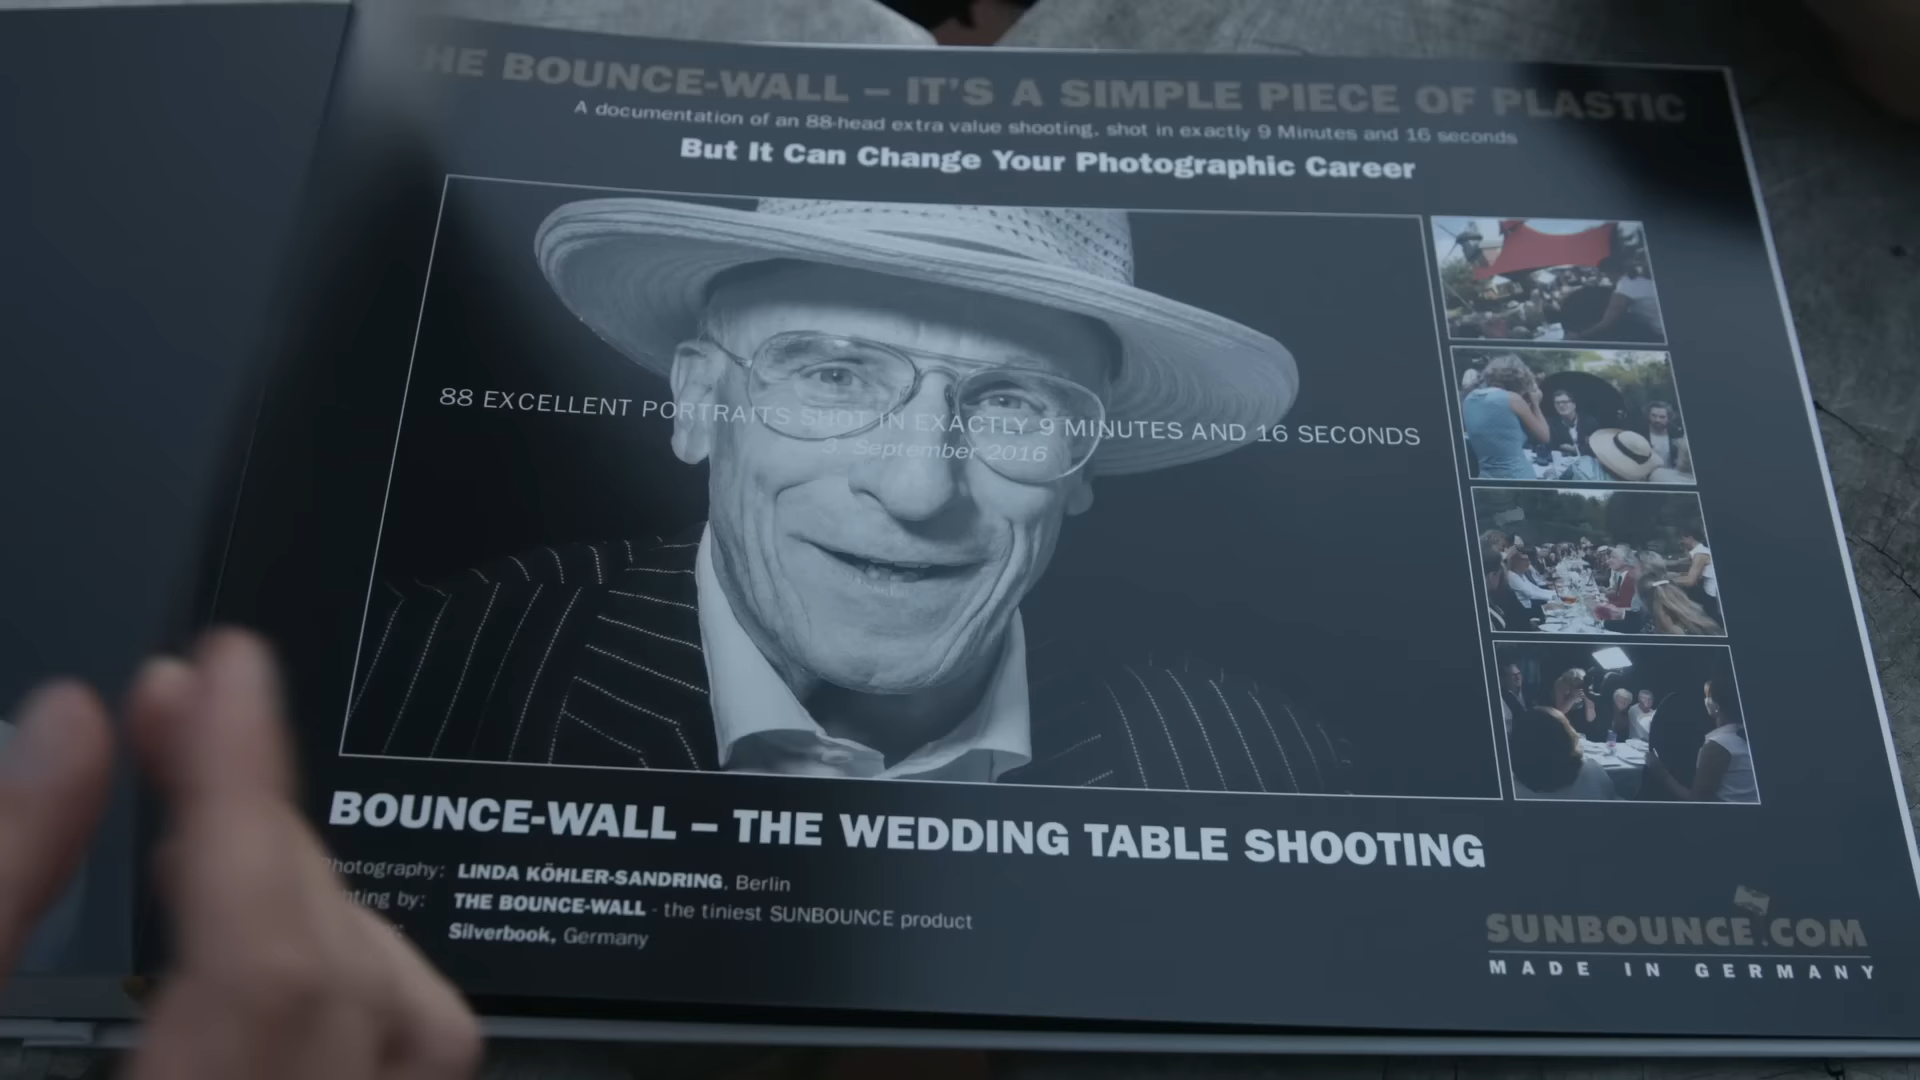 HE BOUNCE-WALL – IT'S A SIMPLE PIECE OF PLASTIC
A documentation of an 88-head extra value shooting, shot in exactly 9 Minutes and 16 seconds
But It Can Change Your Photographic Career
88 EXCELLENT PORTRAITS SHOT IN EXACTLY 9 MINUTES AND 16 SECONDS
3. September 2016
BOUNCE-WALL – THE WEDDING TABLE SHOOTING
hotography: LINDA KÖHLER-SANDRING, Berlin
hting by: THE BOUNCE-WALL - the tiniest SUNBOUNCE product
Silverbook, Germany
SUNBOUNCE.COM
MADE IN GERMANY